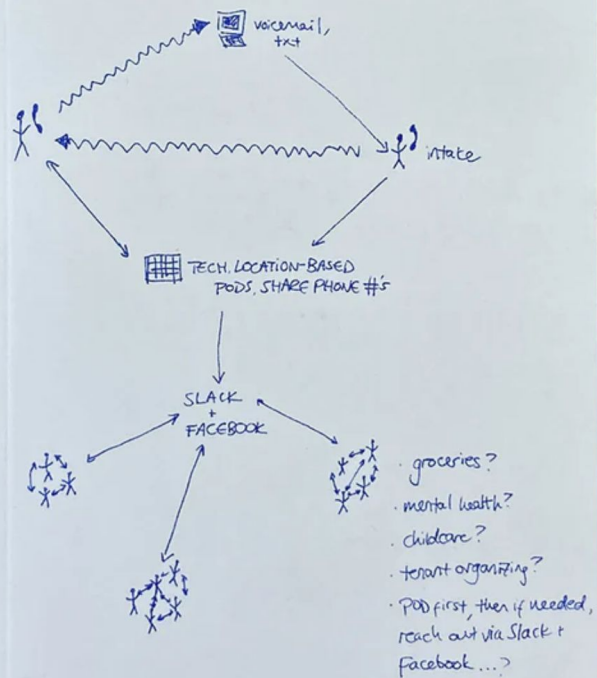 voicemail,
txt
intake
TECH, LOCATION-BASED
PODS, SHARE PHONE #'s
SLACK
+
FACEBOOK
· groceries?
· mental health?
· childcare?
· tenant organizing?
· POD first, then if needed,
reach out via Slack +
Facebook...?